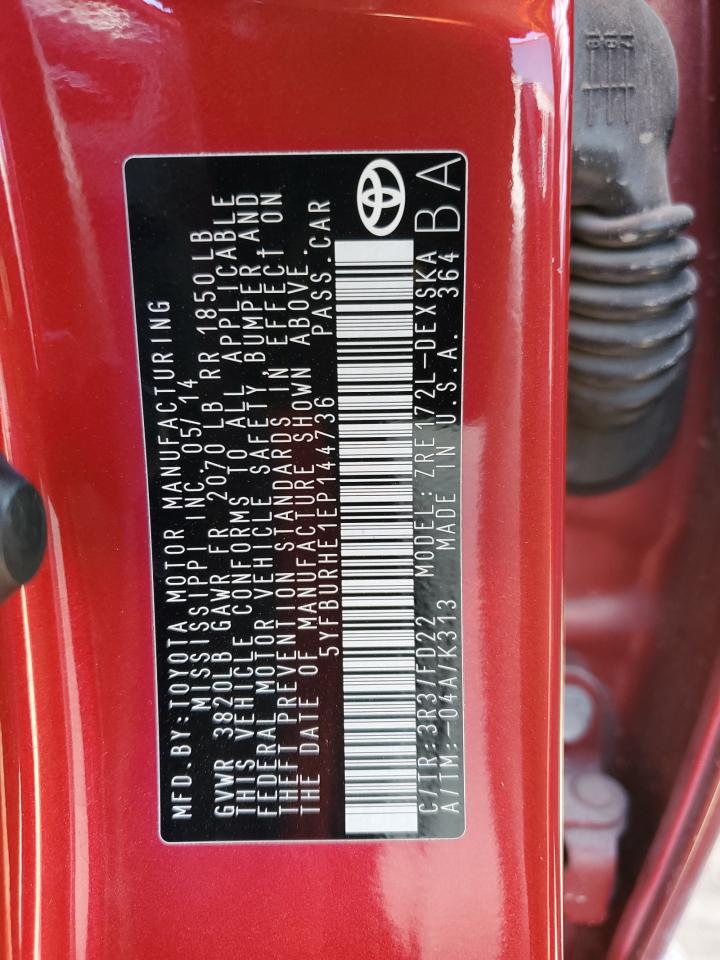 MFD.BY:TOYOTA MOTOR MANUFACTURING
MISSISSIPPI INC. 05/14
GVWR 3820LB GAWR FR 2070 LB RR 1850 LB
THIS VEHICLE CONFORMS TO ALL APPLICABLE
FEDERAL MOTOR VEHICLE SAFETY, BUMPER AND
THEFT PREVENTION STANDARDS IN EFFECT ON
THE DATE OF MANUFACTURE SHOWN ABOVE.
5YFBURHE1EP144736 PASS.CAR
C/TR:3R3/FD22 MODEL:ZRE172L-DEXSKA
A/TM:-04A/K313 MADE IN U.S.A. 364
BA